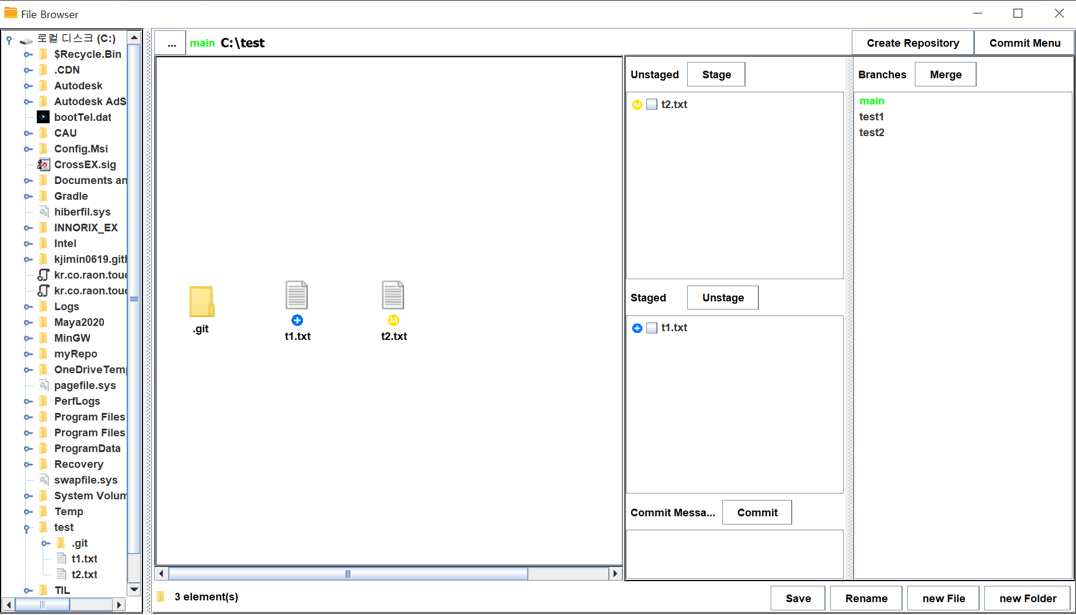 File Browser
로컬 디스크 (C:)
$Recycle.Bin
.CDN
Autodesk
Autodesk AdS
bootTel.dat
CAU
Config.Msi
CrossEX.sig
Documents an
Gradle
hiberfil.sys
INNORIX_EX
Intel
kjimin0619.gitl
kr.co.raon.touc
kr.co.raon.touc
Logs
Maya2020
MinGW
myRepo
OneDriveTemp
pagefile.sys
PerfLogs
Program Files
Program Files
ProgramData
Recovery
swapfile.sys
System Volum
Temp
test
.git
t1.txt
t2.txt
TIL
... main C:\test
Create Repository Commit Menu
.git
t1.txt
M
t2.txt
Unstaged Stage
M t2.txt
Staged Unstage
t1.txt
Commit Messa... Commit
Branches Merge
main
test1
test2
3 element(s)
Save Rename new File new Folder